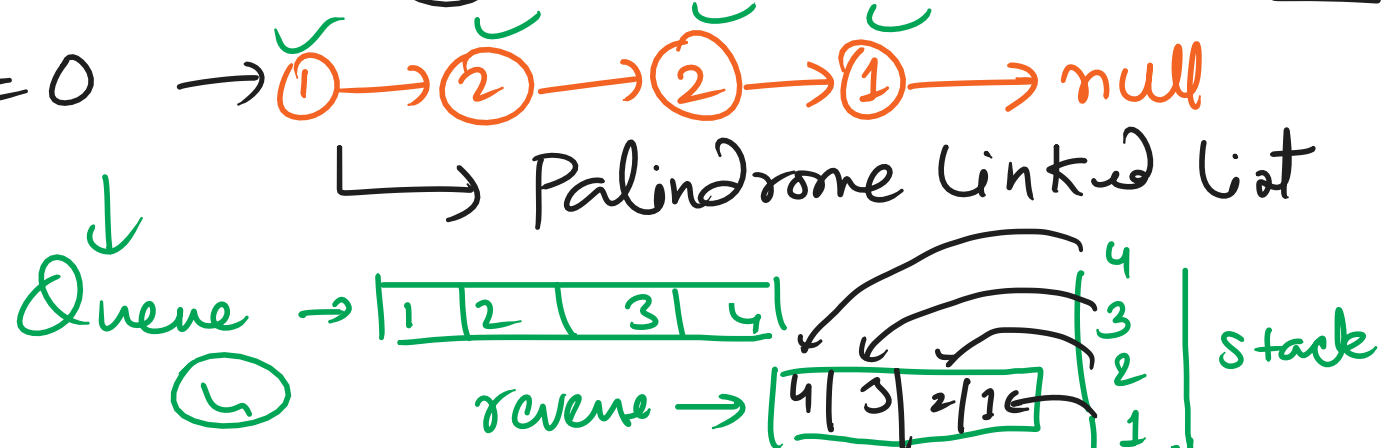 = 0 → 1 → 2 → 2 → 1 → null
Palindrome Linked List
Queue → 1 2 3 4
4
3
2
1
stack
reverse → 4 3 2 1